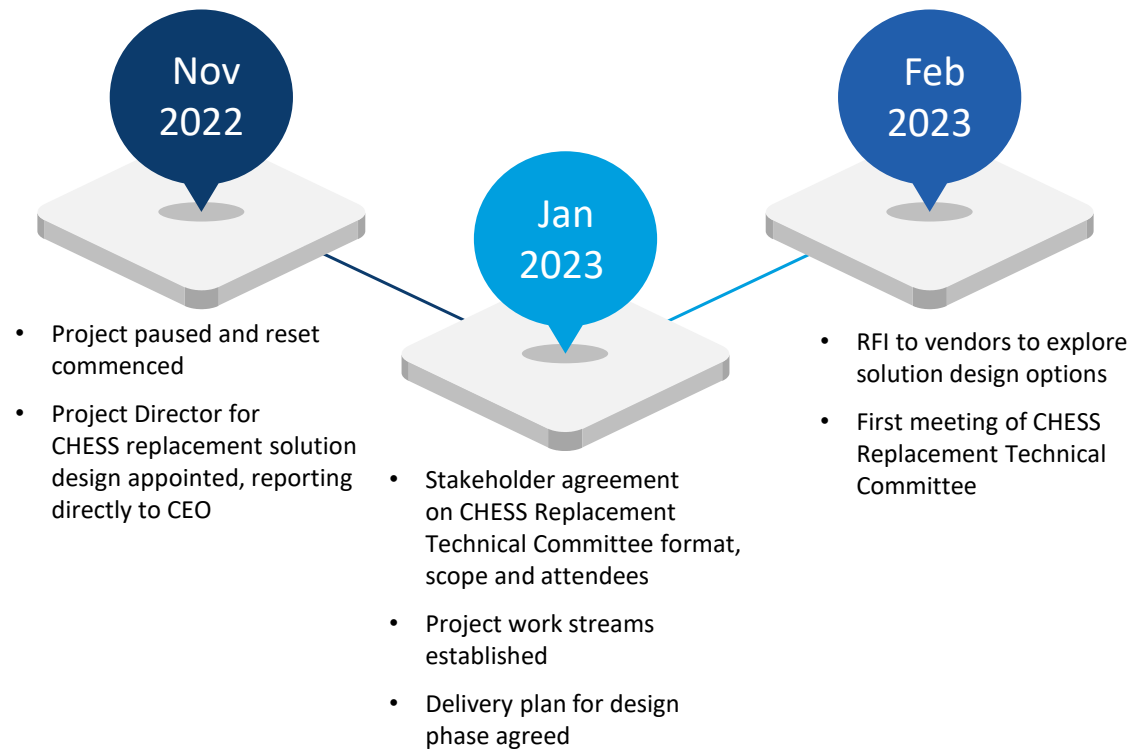 Nov
2022
• Project paused and reset
commenced
• Project Director for
CHESS replacement solution
design appointed, reporting
directly to CEO
Jan
2023
• Stakeholder agreement
on CHESS Replacement
Technical Committee format,
scope and attendees
• Project work streams
established
• Delivery plan for design
phase agreed
Feb
2023
• RFI to vendors to explore
solution design options
• First meeting of CHESS
Replacement Technical
Committee